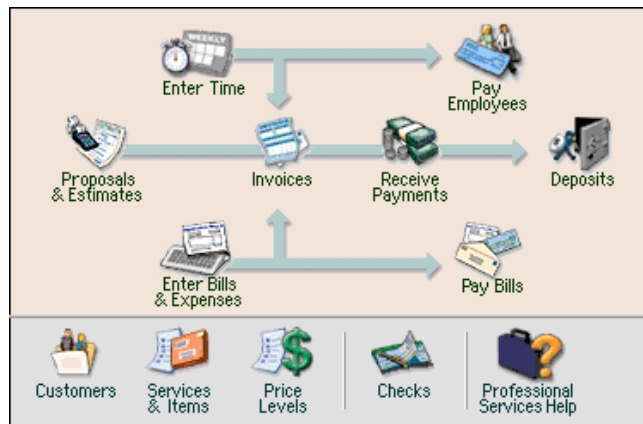 Enter Time
Pay
Employees
Proposals
& Estimates
Invoices
Receive
Payments
Deposits
Enter Bills
& Expenses
Pay Bills
Customers
Services
& Items
Price
Levels
Checks
Professional
Services Help